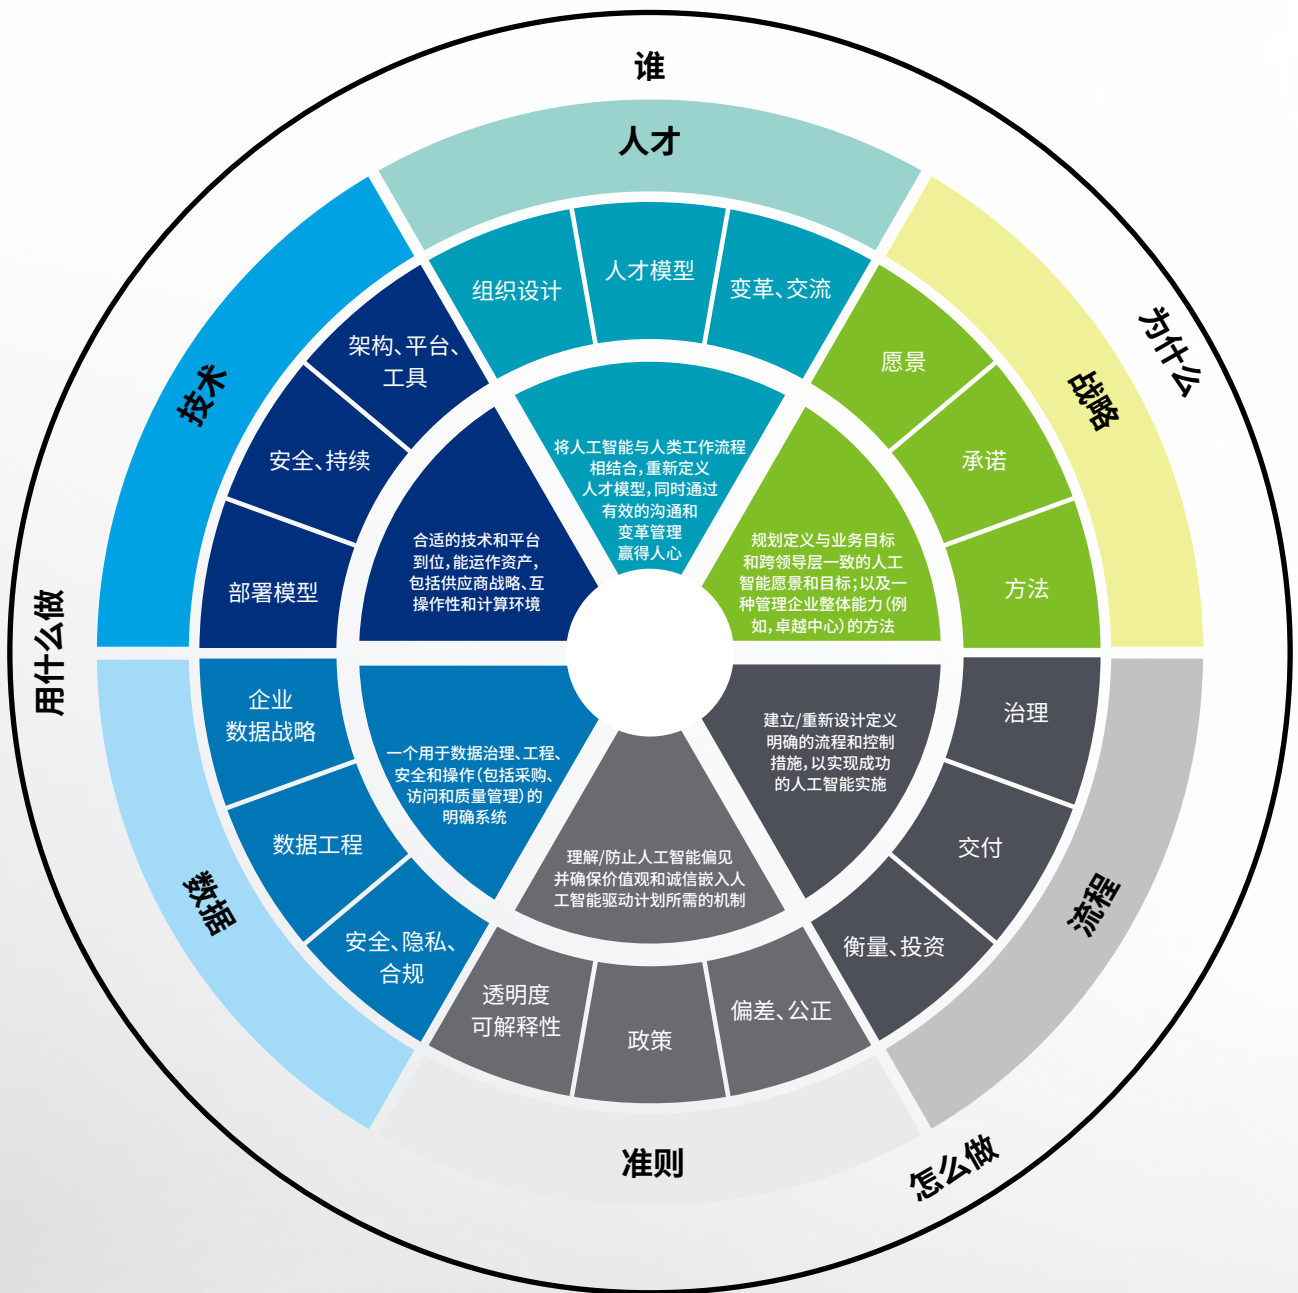 谁
人才
组织设计
人才模型
变革、交流
将人工智能与人类工作流程
相结合，重新定义
人才模型，同时通过
有效的沟通和
变革管理
赢得人心
为什么
战略
愿景
承诺
方法
规划定义与业务目标
和跨领导层一致的人工
智能愿景和目标；以及一
种管理企业整体能力（例
如，卓越中心）的方法
怎么做
流程
治理
交付
衡量、投资
建立/重新设计定义
明确的流程和控制
措施，以实现成功
的人工智能实施
准则
偏差、公正
政策
透明度
可解释性
理解/防止人工智能偏见
并确保价值观和诚信嵌入人
工智能驱动计划所需的机制
用什么做
数据
安全、隐私、
合规
数据工程
企业
数据战略
一个用于数据治理、工程、
安全和操作（包括采购、
访问和质量管理）的
明确系统
技术
部署模型
安全、持续
架构、平台、
工具
合适的技术和平台
到位，能运作资产，
包括供应商战略、互
操作性和计算环境